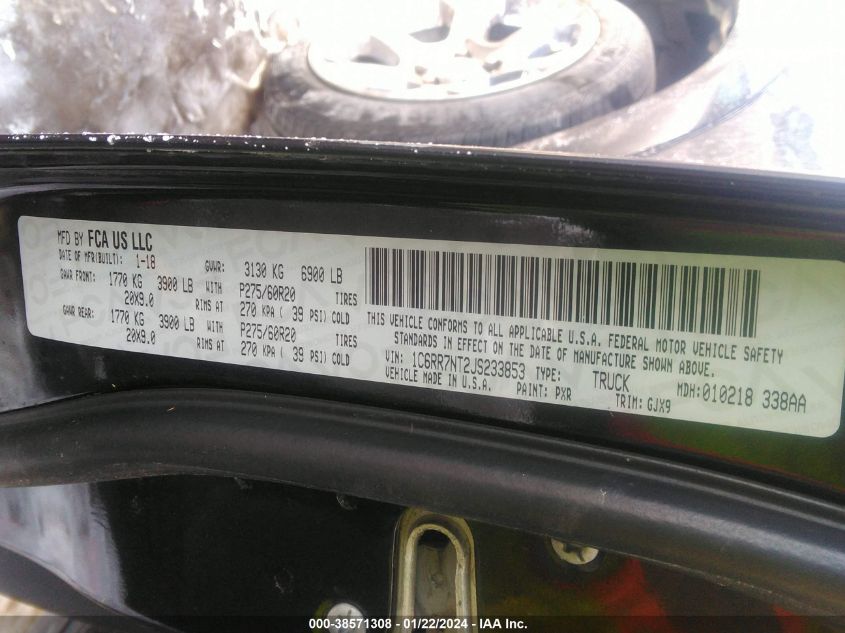 MFD BY FCA US LLC
DATE OF MFR(BUILT): 1-18 GVWR: 3130 KG 6900 LB
GAWR FRONT: 1770 KG 3900 LB WITH P275/60R20 TIRES
20X9.0 RIMS AT 270 KPA ( 39 PSI) COLD
GAWR REAR: 1770 KG 3900 LB WITH P275/60R20 TIRES
20X9.0 RIMS AT 270 KPA ( 39 PSI) COLD
THIS VEHICLE CONFORMS TO ALL APPLICABLE U.S.A. FEDERAL MOTOR VEHICLE SAFETY
STANDARDS IN EFFECT ON THE DATE OF MANUFACTURE SHOWN ABOVE.
VIN: 1C6RR7NT2JS233853 TYPE: TRUCK MDH:010218 338AA
VEHICLE MADE IN U.S.A. PAINT: PXR TRIM: GJX9
000-38571308 - 01/22/2024 - IAA Inc.